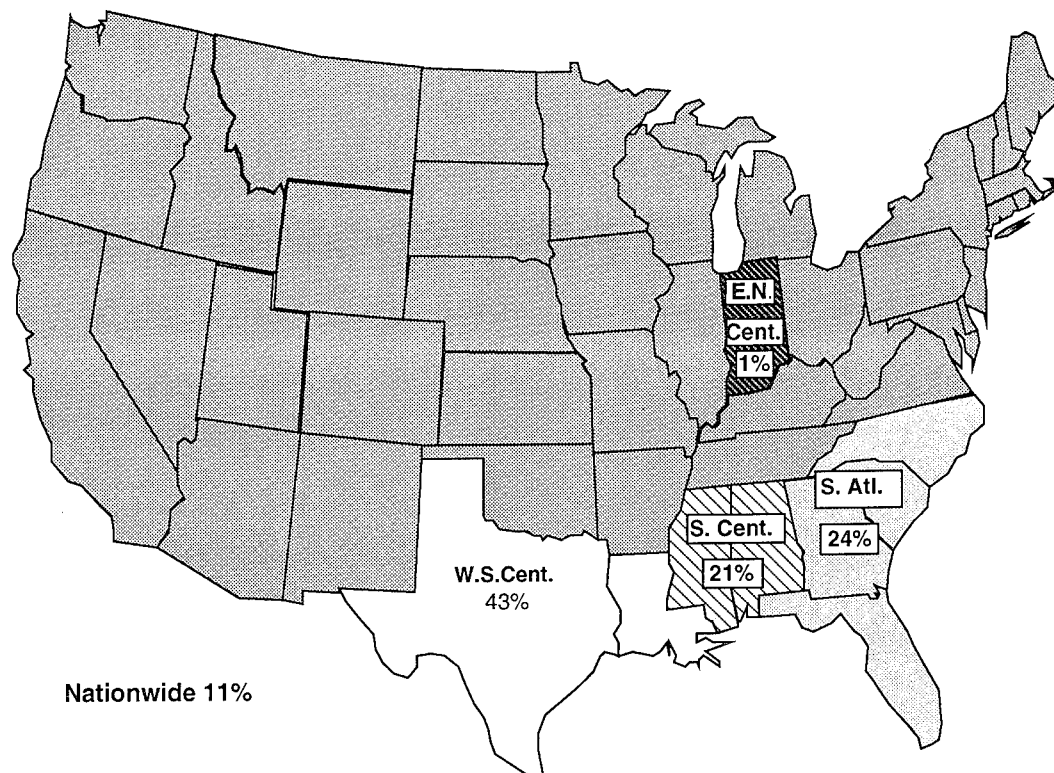 E.N.
Cent.
1%
S. Atl.
24%
S. Cent.
21%
W.S.Cent.
43%
Nationwide 11%